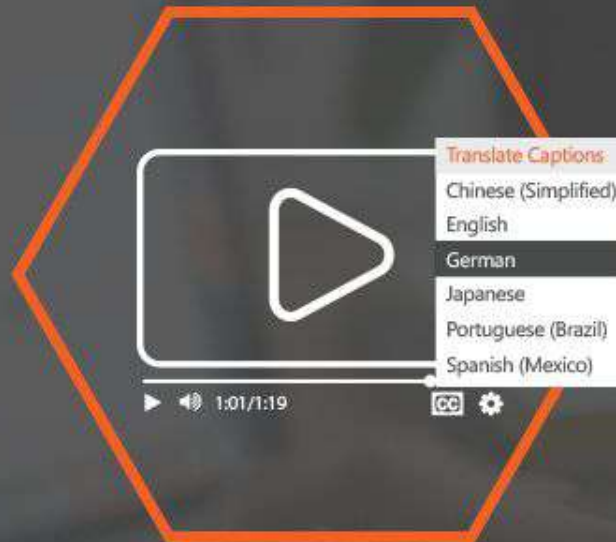 Translate Captions
Chinese (Simplified)
English
German
Japanese
Portuguese (Brazil)
Spanish (Mexico)
1:01/1:19 CC